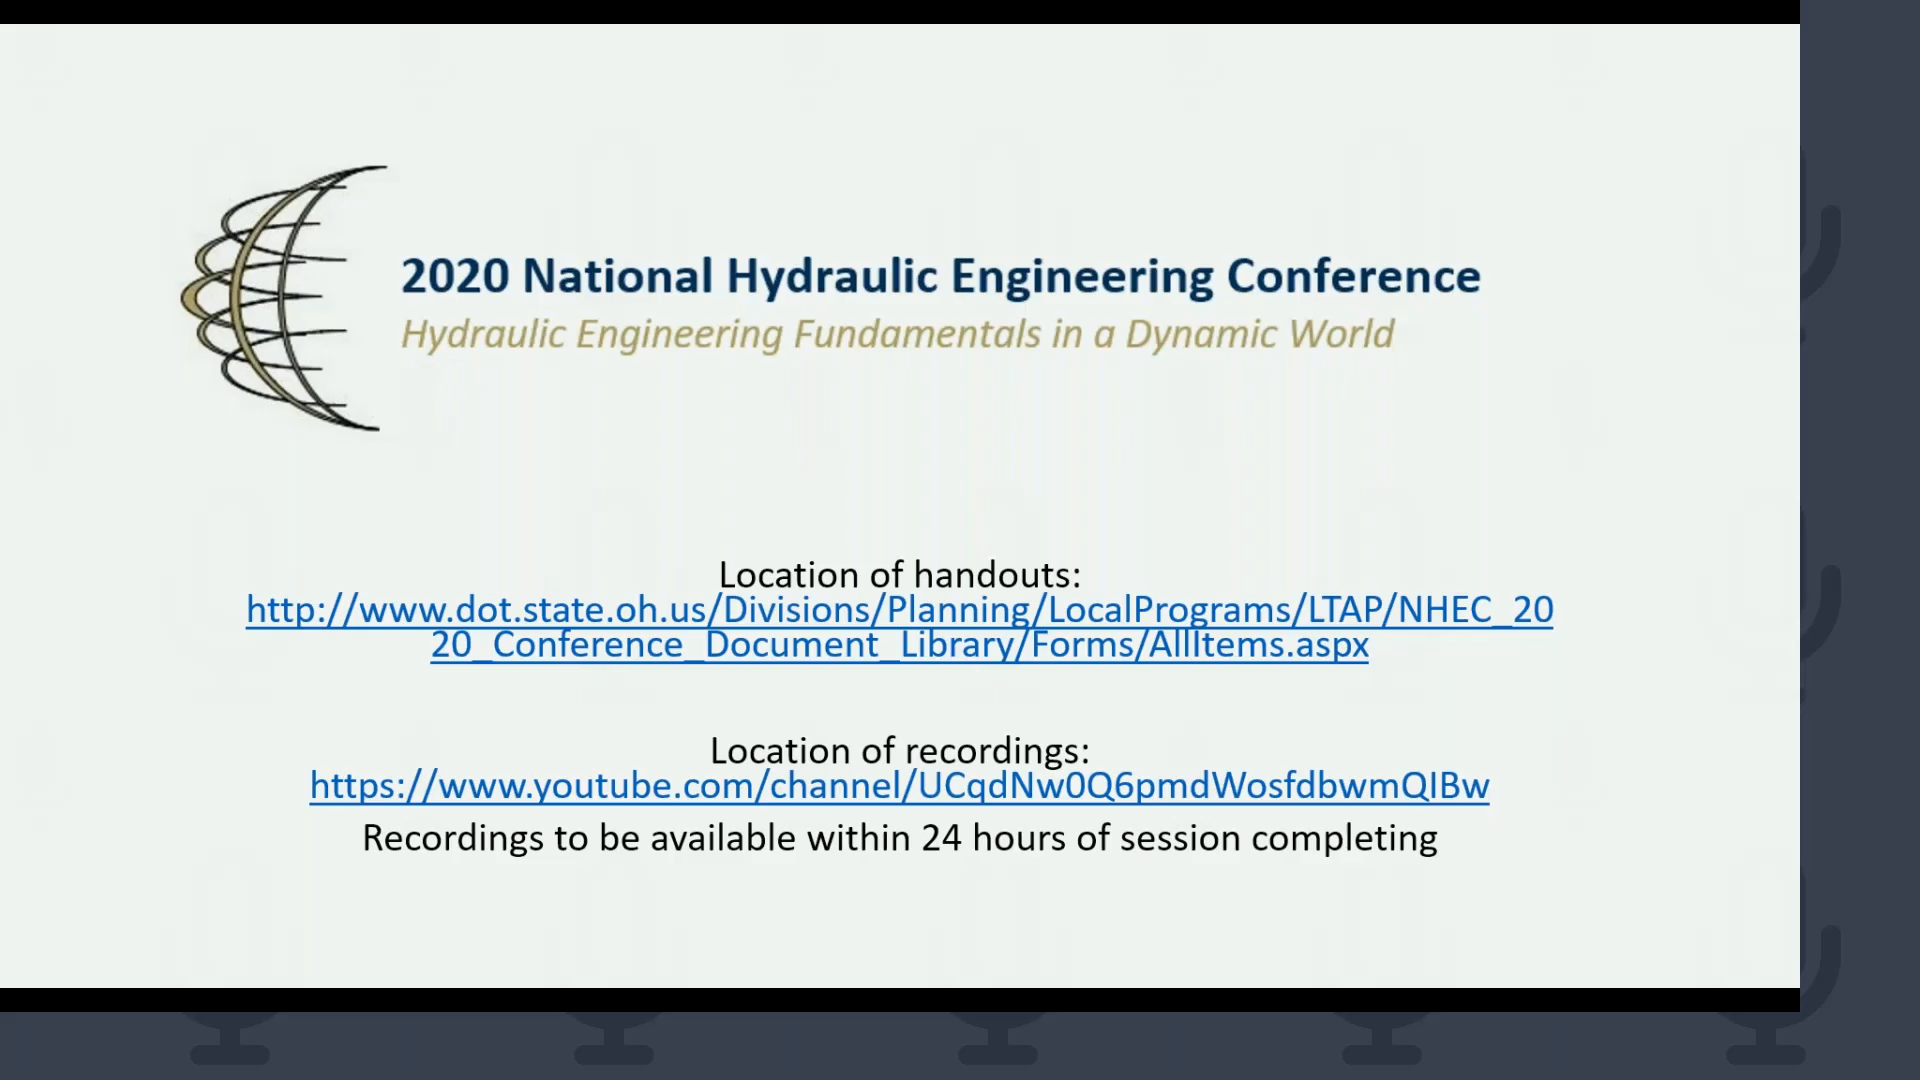 2020 National Hydraulic Engineering Conference
Hydraulic Engineering Fundamentals in a Dynamic World
Location of handouts:
http://www.dot.state.oh.us/Divisions/Planning/LocalPrograms/LTAP/NHEC_20
20_Conference_Document_Library/Forms/AllItems.aspx
Location of recordings:
https://www.youtube.com/channel/UCqdNw0Q6pmdWosfdbwmQIBw
Recordings to be available within 24 hours of session completing